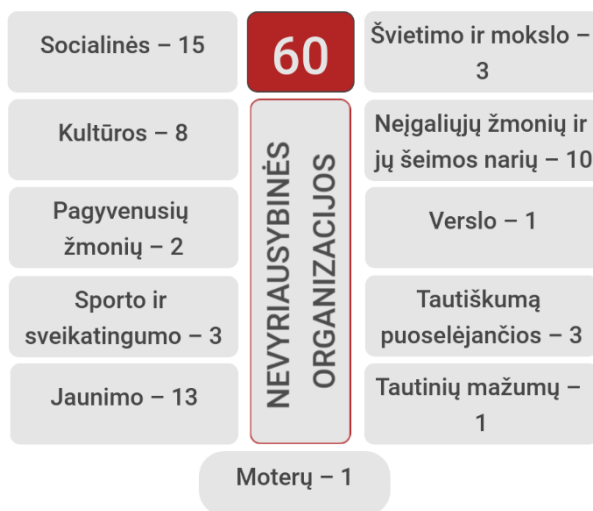 Socialinės – 15
Kultūros – 8
Pagyvenusių
žmonių – 2
Sporto ir
sveikatingumo – 3
Jaunimo – 13
60
NEVYRIAUSYBINĖS
ORGANIZACIJOS
Švietimo ir mokslo –
3
Neįgaliųjų žmonių ir
jų šeimos narių – 10
Verslo – 1
Tautiškumą
puoselėjančios – 3
Tautinių mažumų –
1
Moterų – 1